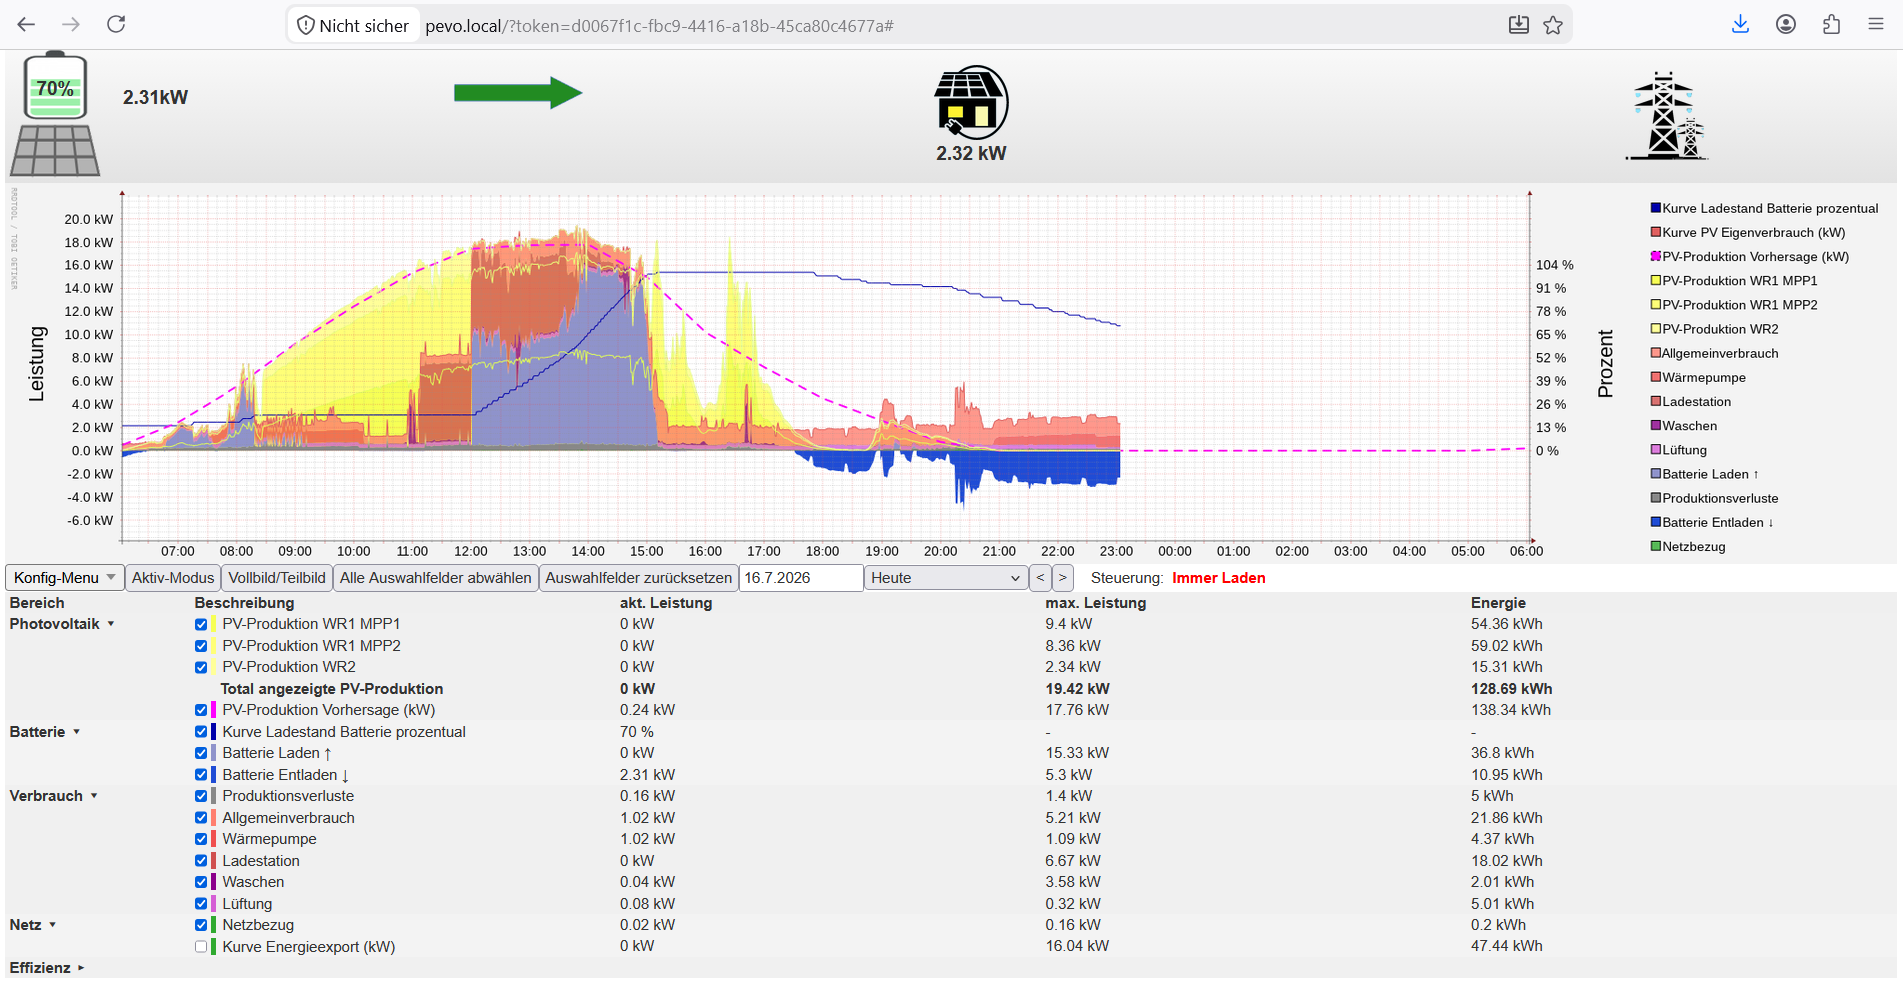 Nicht sicher pevo.local/?token=d0067f1c-fbc9-4416-a18b-45ca80c4677a#
70%
2.31kW
2.32 kW
RRDTOOL / TOBI OETIKER
Leistung
20.0 kW
18.0 kW
16.0 kW
14.0 kW
12.0 kW
10.0 kW
8.0 kW
6.0 kW
4.0 kW
2.0 kW
0.0 kW
-2.0 kW
-4.0 kW
-6.0 kW
07:00 08:00 09:00 10:00 11:00 12:00 13:00 14:00 15:00 16:00 17:00 18:00 19:00 20:00 21:00 22:00 23:00 00:00 01:00 02:00 03:00 04:00 05:00 06:00
104 %
91 %
78 %
65 %
52 %
39 %
26 %
13 %
0 %
Prozent
Kurve Ladestand Batterie prozentual
Kurve PV Eigenverbrauch (kW)
PV-Produktion Vorhersage (kW)
PV-Produktion WR1 MPP1
PV-Produktion WR1 MPP2
PV-Produktion WR2
Allgemeinverbrauch
Wärmepumpe
Ladestation
Waschen
Lüftung
Batterie Laden ↑
Produktionsverluste
Batterie Entladen ↓
Netzbezug
Konfig-Menu Aktiv-Modus Vollbild/Teilbild Alle Auswahlfelder abwählen Auswahlfelder zurücksetzen 16.7.2026 Heute < > Steuerung: Immer Laden
Bereich Beschreibung akt. Leistung max. Leistung Energie
Photovoltaik PV-Produktion WR1 MPP1 0 kW 9.4 kW 54.36 kWh
PV-Produktion WR1 MPP2 0 kW 8.36 kW 59.02 kWh
PV-Produktion WR2 0 kW 2.34 kW 15.31 kWh
Total angezeigte PV-Produktion 0 kW 19.42 kW 128.69 kWh
PV-Produktion Vorhersage (kW) 0.24 kW 17.76 kW 138.34 kWh
Batterie Kurve Ladestand Batterie prozentual 70 % - -
Batterie Laden ↑ 0 kW 15.33 kW 36.8 kWh
Batterie Entladen ↓ 2.31 kW 5.3 kW 10.95 kWh
Verbrauch Produktionsverluste 0.16 kW 1.4 kW 5 kWh
Allgemeinverbrauch 1.02 kW 5.21 kW 21.86 kWh
Wärmepumpe 1.02 kW 1.09 kW 4.37 kWh
Ladestation 0 kW 6.67 kW 18.02 kWh
Waschen 0.04 kW 3.58 kW 2.01 kWh
Lüftung 0.08 kW 0.32 kW 5.01 kWh
Netz Netzbezug 0.02 kW 0.16 kW 0.2 kWh
Kurve Energieexport (kW) 0 kW 16.04 kW 47.44 kWh
Effizienz